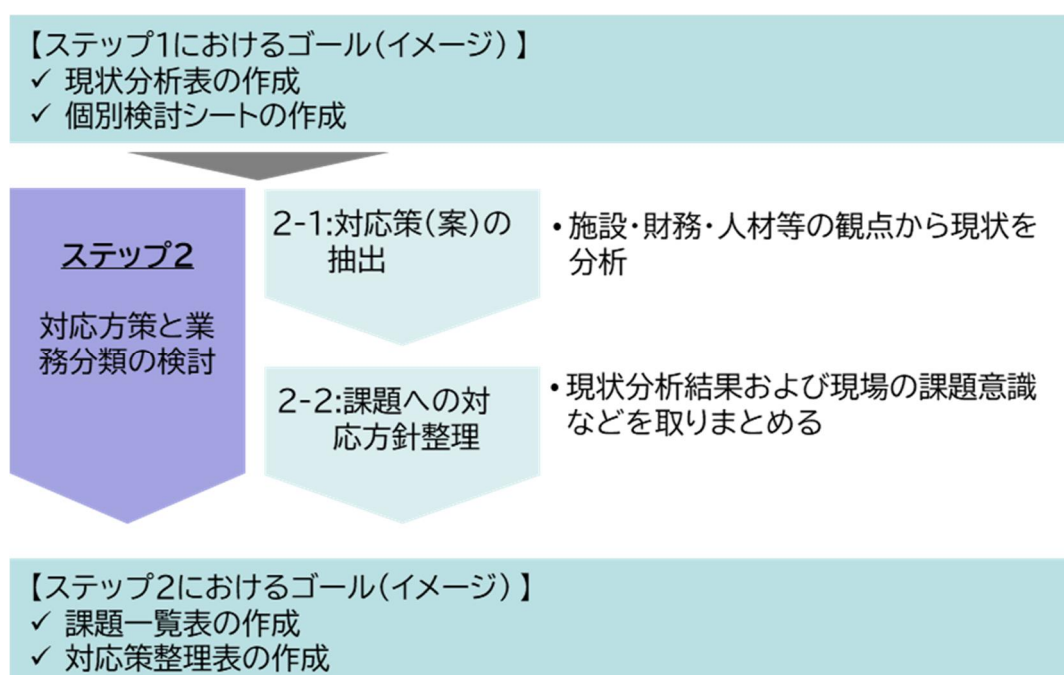 【ステップ1におけるゴール(イメージ)】
✓ 現状分析表の作成
✓ 個別検討シートの作成
ステップ2
対応方策と業
務分類の検討
2-1:対応策(案)の
抽出
•施設・財務・人材等の観点から現状を
分析
2-2:課題への対
応方針整理
•現状分析結果および現場の課題意識
などを取りまとめる
【ステップ2におけるゴール(イメージ)】
✓ 課題一覧表の作成
✓ 対応策整理表の作成